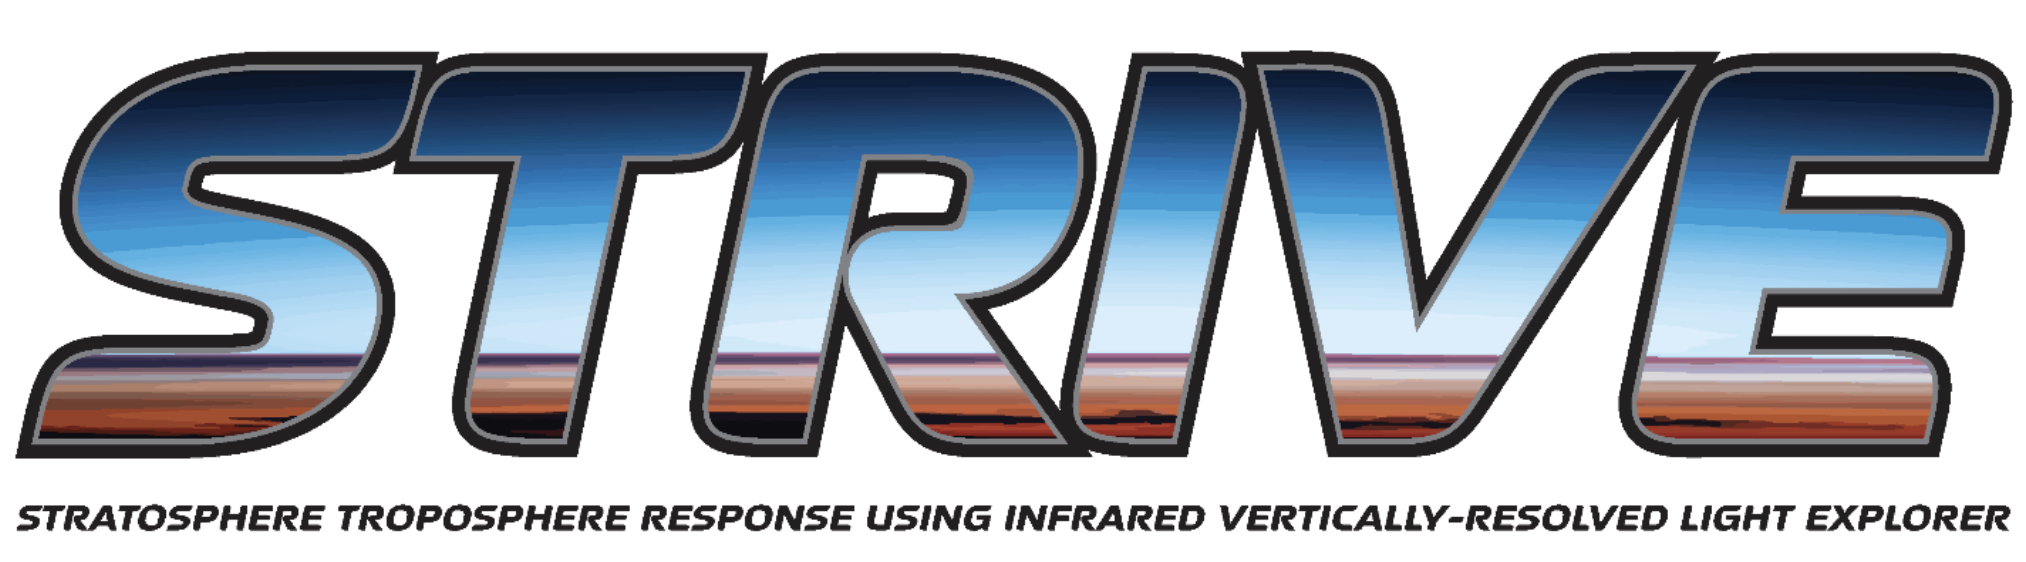 STRIVE
STRATOSPHERE TROPOSPHERE RESPONSE USING INFRARED VERTICALLY-RESOLVED LIGHT EXPLORER